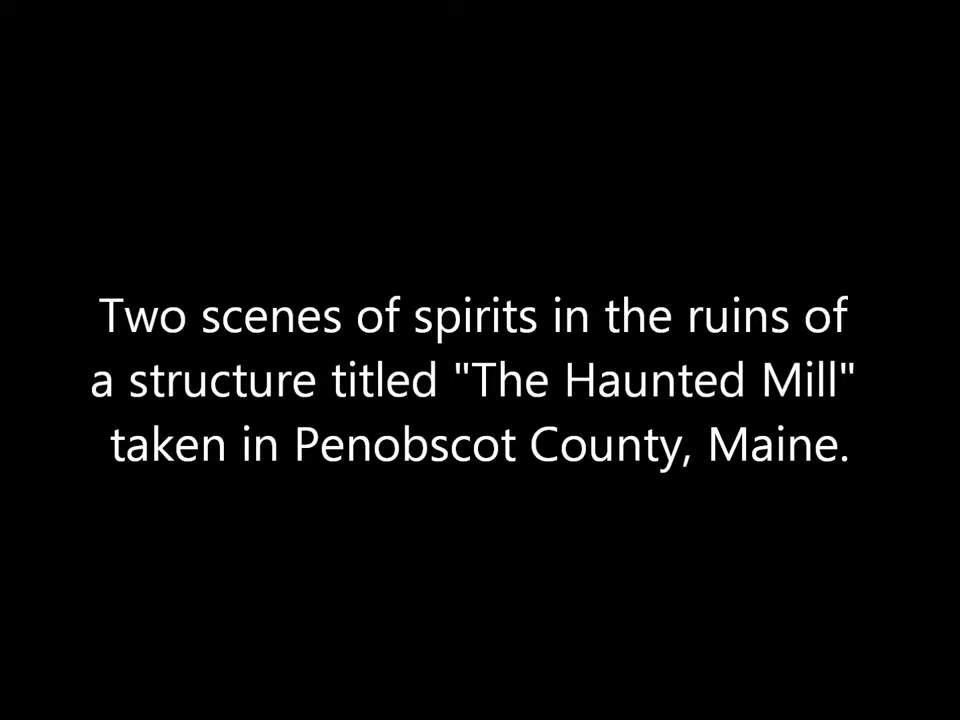 Two scenes of spirits in the ruins of
a structure titled "The Haunted Mill"
taken in Penobscot County, Maine.